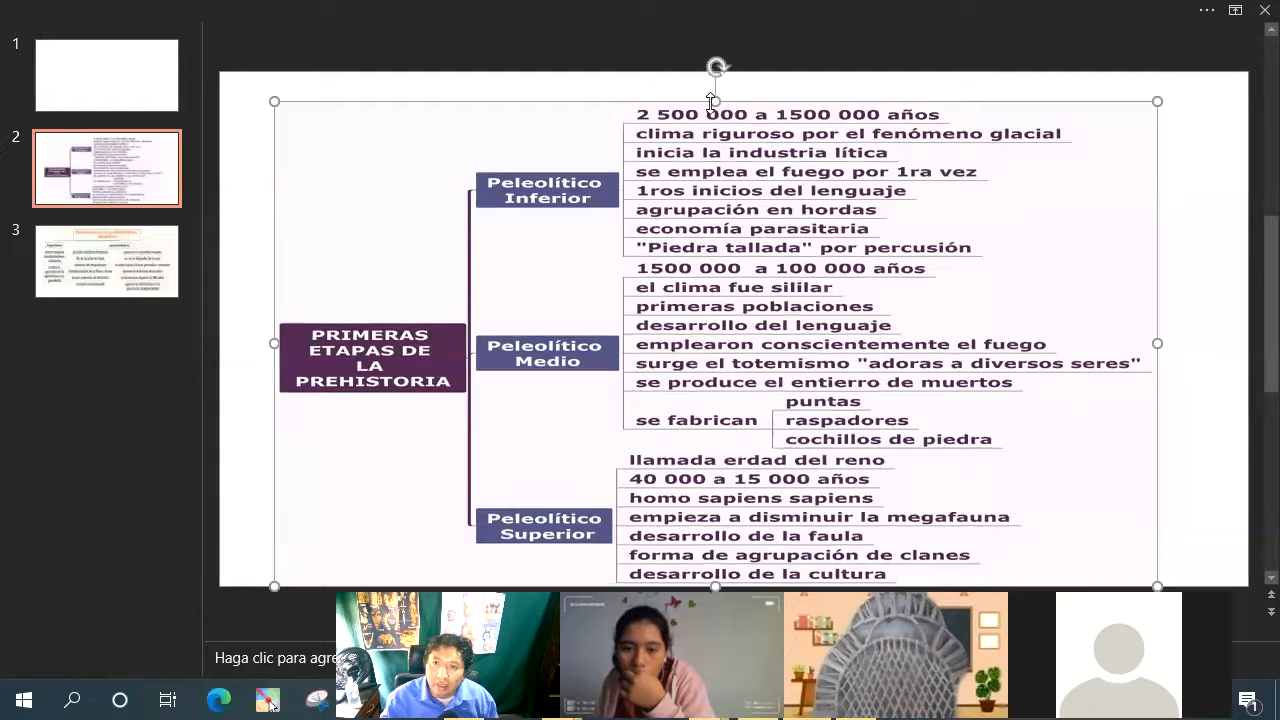 1
2
3
PRIMERAS
ETAPAS DE
LA
PREHISTORIA
Peleolítico
Inferior
2 500 000 a 1500 000 años
clima riguroso por el fenómeno glacial
inicia la industria lítica
se emplea el fuego por 1ra vez
inicios del lenguaje
agrupación en hordas
economía parasitaria
"Piedra tallada" por percusión
Peleolítico
Medio
1500 000 a 100 000 años
el clima fue sililar
primeras poblaciones
desarrollo del lenguaje
emplearon conscientemente el fuego
surge el totemismo "adoras a diversos seres"
se produce el entierro de muertos
se fabrican
puntas
raspadores
cochillos de piedra
Peleolítico
Superior
llamada erdad del reno
40 000 a 15 000 años
homo sapiens sapiens
empieza a disminuir la megafauna
desarrollo de la faula
forma de agrupación de clanes
desarrollo de la cultura
Haga clic para agre